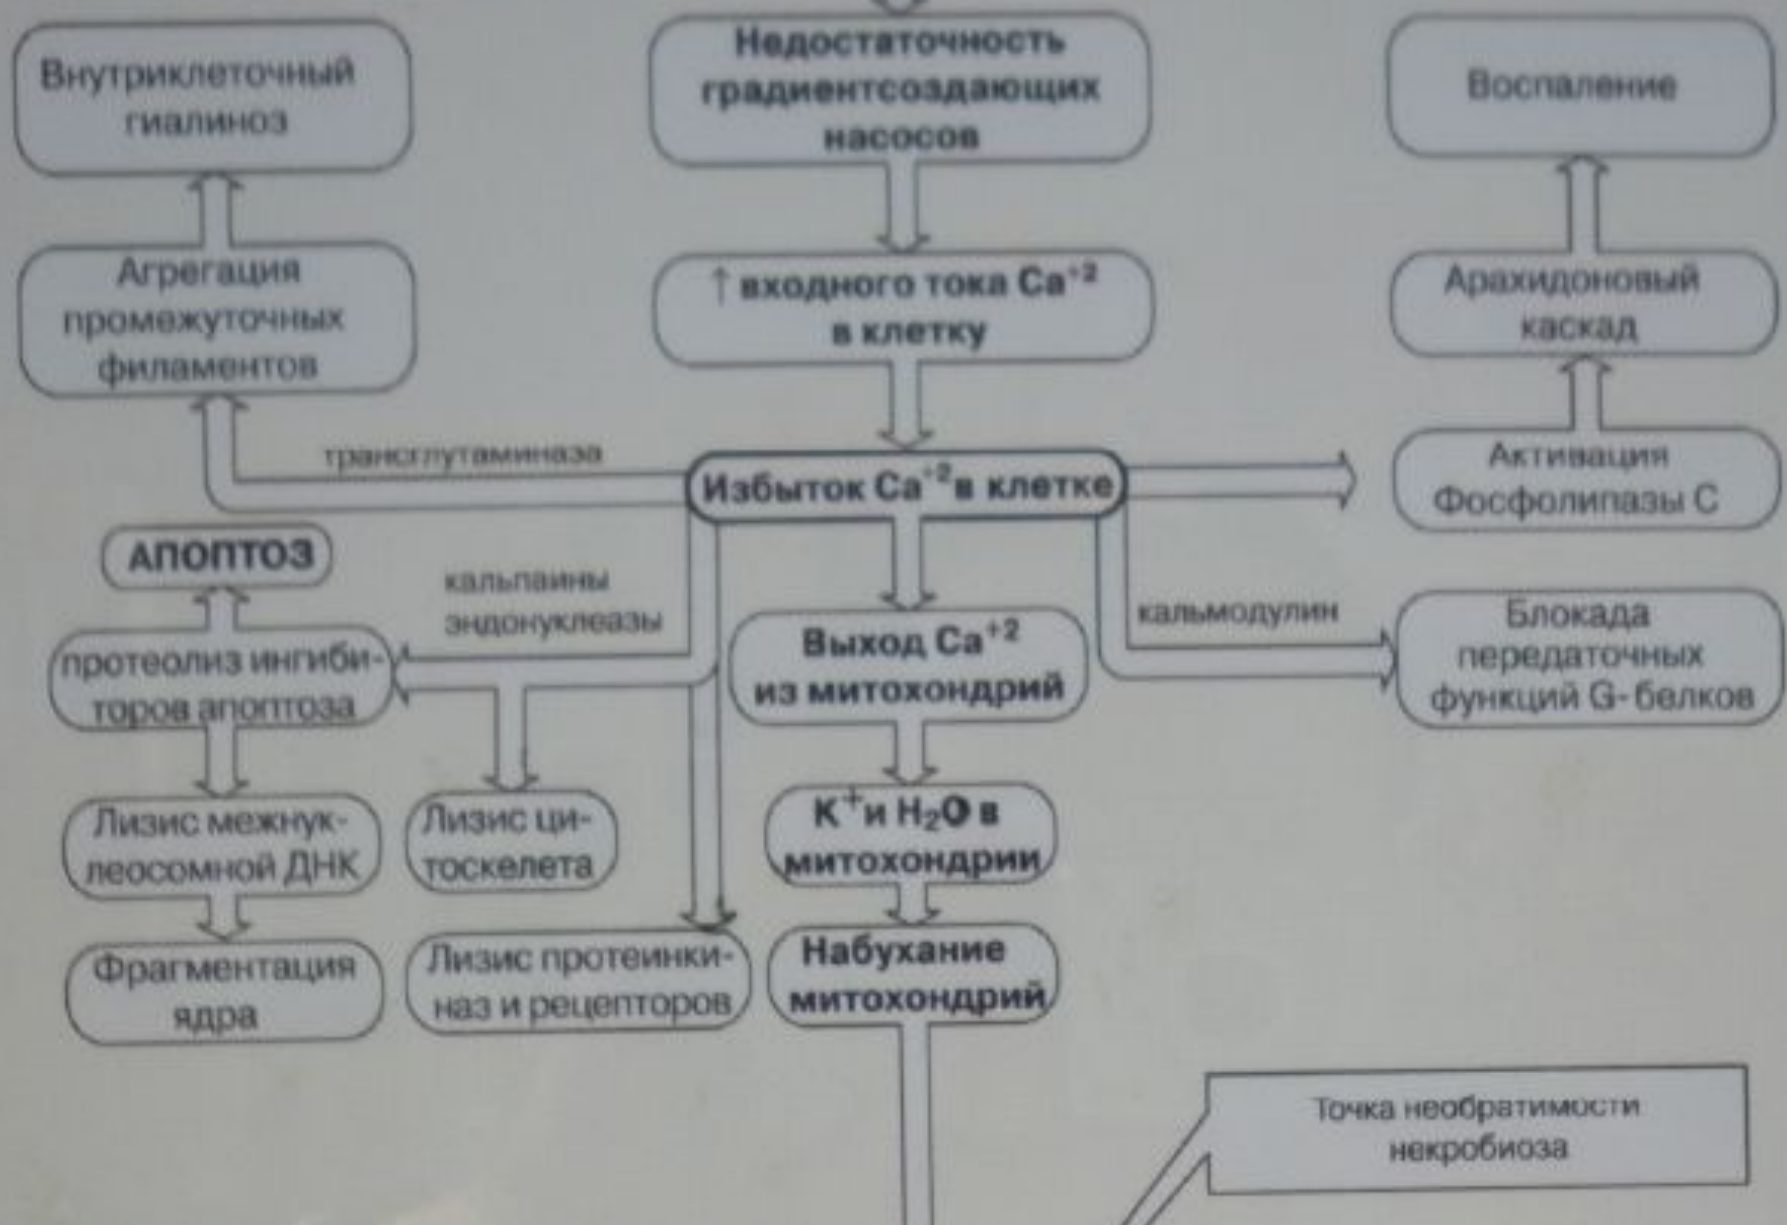 Внутриклеточный
гиалиноз
Недостаточность
градиентсоздающих
насосов
Воспаление
Агрегация
промежуточных
филаментов
↑ входного тока Ca⁺²
в клетку
Арахидоновый
каскад
трансглутаминаза
Избыток Ca⁺² в клетке
Активация
Фосфолипазы С
АПОПТОЗ
кальпаины
эндонуклеазы
протеолиз ингиби-
торов апоптоза
Выход Ca⁺²
из митохондрий
кальмодулин
Блокада
передаточных
функций G-белков
Лизис межнук-
леосомной ДНК
Лизис ци-
тоскелета
К⁺и H₂O в
митохондрии
Фрагментация
ядра
Лизис протеинки-
наз и рецепторов
Набухание
митохондрий
Точка необратимости
некробиоза